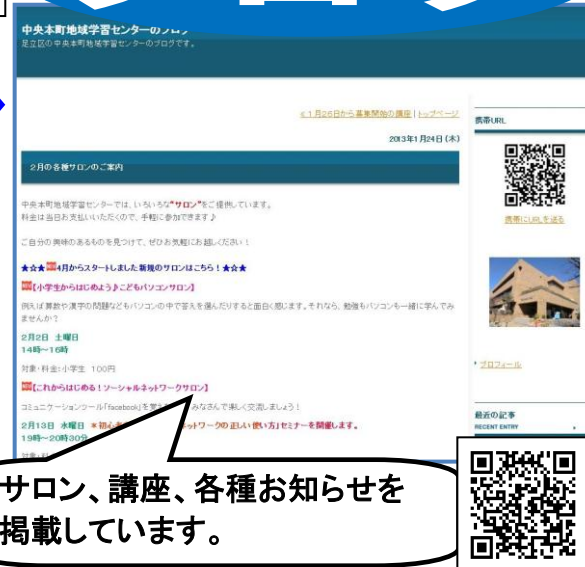 中央本町地域学習センターのブログ
足立区の中央本町地域学習センターのブログです。
«1月26日から募集開始の講座 | トップページ
2013年1月24日(木)
2月の各種サロンのご案内
中央本町地域学習センターでは、いろいろな"サロン"をご提供しています。
料金は当日お支払いいただくので、手軽に参加できます♪
ご自分の興味のあるものを見つけて、ぜひお気軽にお越しください!
★☆★NEW4月からスタートしました新規のサロンはこちら!★☆★
NEW【小学生からはじめよう♪こどもパソコンサロン】
例えば算数や漢字の問題などもパソコンの中で答えを選んだりすると面白く感じます。それなら、勉強もパソコンも一緒に学んでみ
ませんか?
2月2日 土曜日
14時~16時
対象・料金:小学生 100円
NEW【これからはじめる!ソーシャルネットワークサロン】
コミュニケーションツール「facebook」を覚え みなさんで楽しく交流しましょう!
2月13日 水曜日 *初心 ットワークの正しい使い方」セミナーを開催します。
19時~20時30分
携帯URL
携帯にURLを送る
プロフィール
最近の記事
RECENT ENTRY
サロン、講座、各種お知らせを
掲載しています。